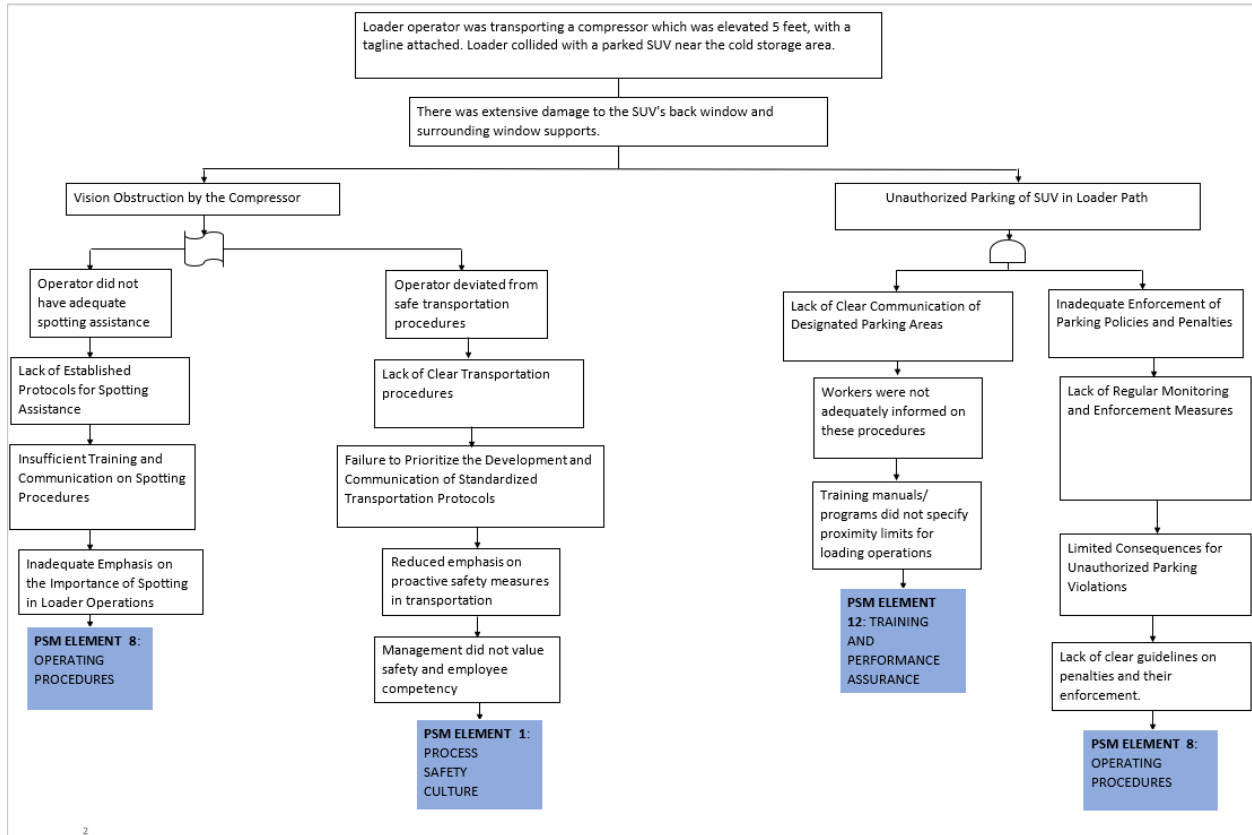 Loader operator was transporting a compressor which was elevated 5 feet, with a
tagline attached. Loader collided with a parked SUV near the cold storage area.
There was extensive damage to the SUV's back window and
surrounding window supports.
Vision Obstruction by the Compressor
Unauthorized Parking of SUV in Loader Path
Operator did not
have adequate
spotting assistance
Operator deviated from
safe transportation
procedures
Lack of Clear Communication of
Designated Parking Areas
Inadequate Enforcement of
Parking Policies and Penalties
Lack of Established
Protocols for Spotting
Assistance
Lack of Clear Transportation
procedures
Workers were not
adequately informed on
these procedures
Lack of Regular Monitoring
and Enforcement Measures
Insufficient Training and
Communication on Spotting
Procedures
Failure to Prioritize the Development and
Communication of Standardized
Transportation Protocols
Training manuals/
programs did not specify
proximity limits for
loading operations
Limited Consequences for
Unauthorized Parking
Violations
Inadequate Emphasis on
the Importance of Spotting
in Loader Operations
Reduced emphasis on
proactive safety measures
in transportation
PSM ELEMENT
12: TRAINING
AND
PERFORMANCE
ASSURANCE
Lack of clear guidelines on
penalties and their
enforcement.
PSM ELEMENT 8:
OPERATING
PROCEDURES
Management did not value
safety and employee
competency
PSM ELEMENT 1:
PROCESS
SAFETY
CULTURE
PSM ELEMENT 8:
OPERATING
PROCEDURES
2